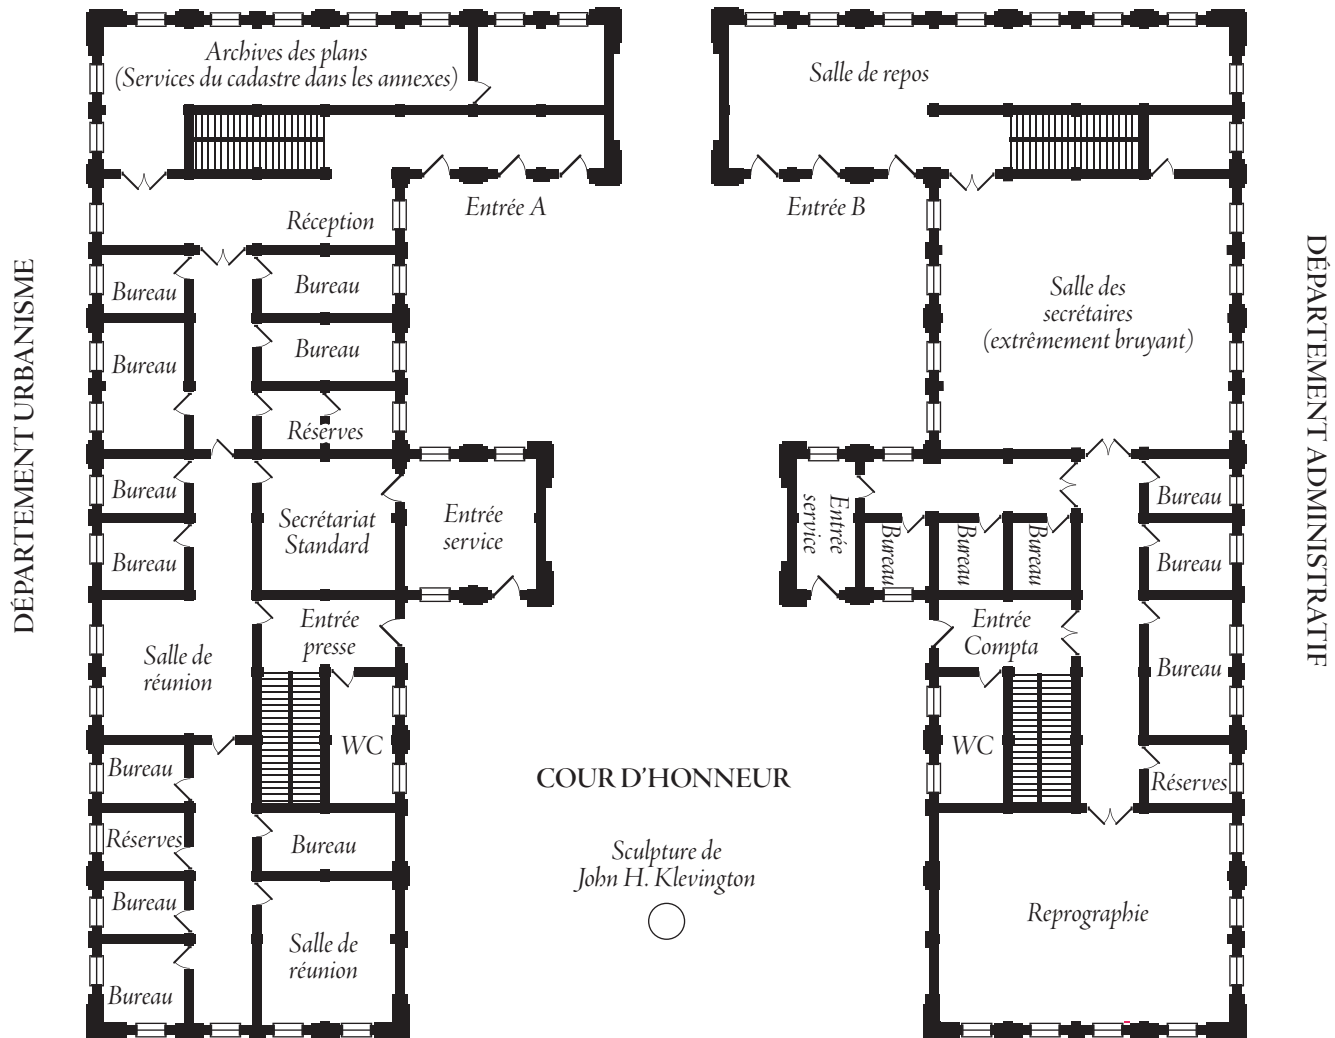 Archives des plans
(Services du cadastre dans les annexes)
Salle de repos
Entrée A
Entrée B
Réception
DÉPARTEMENT URBANISME
DÉPARTEMENT ADMINISTRATIF
Bureau
Bureau
Bureau
Bureau
Réserves
Salle des
secrétaires
(extrêmement bruyant)
Bureau
Bureau
Secrétariat
Standard
Entrée
service
Entrée
service
Bureau
Bureau
Bureau
Bureau
Bureau
Entrée
presse
Salle de
réunion
WC
Entrée
Compta
Bureau
WC
Réserves
Bureau
Réserves
Bureau
Bureau
Bureau
Salle de
réunion
COUR D'HONNEUR
Sculpture de
John H. Klevington
Reprographie